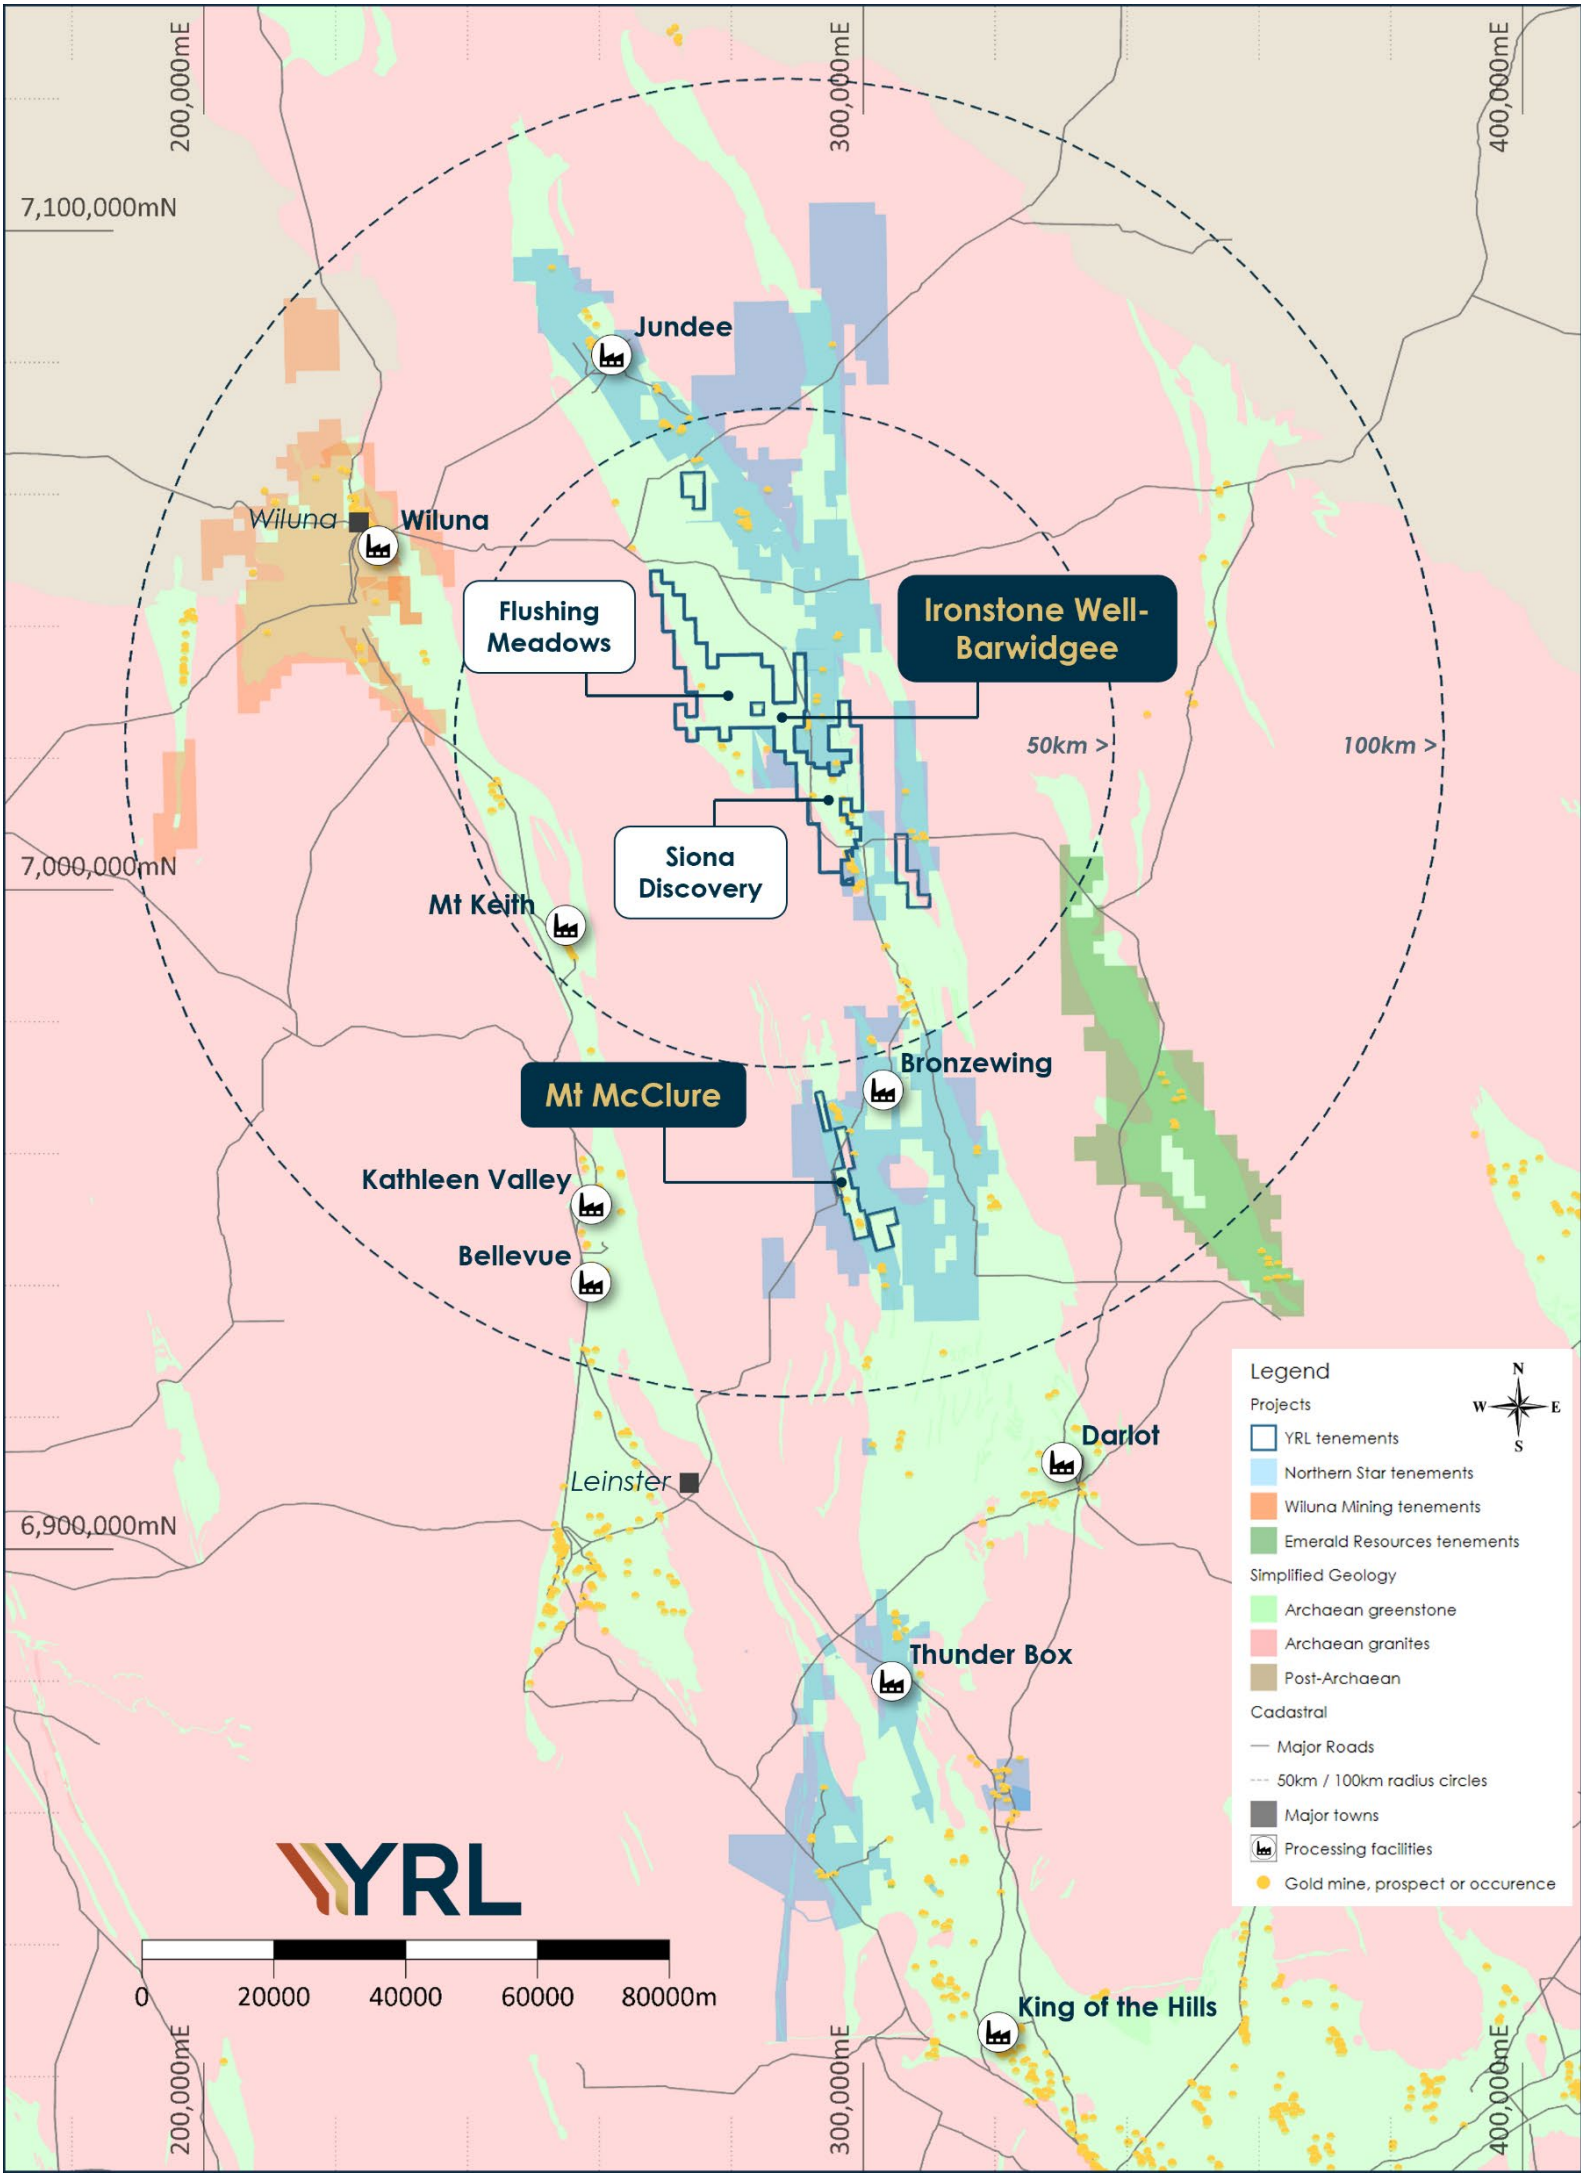 200,000mE
300,000mE
400,000mE
7,100,000mN
Jundee
Wiluna
Wiluna
Flushing
Meadows
Ironstone Well-
Barwidgee
50km >
100km >
Siona
Discovery
7,000,000mN
Mt Keith
Bronzewing
Mt McClure
Kathleen Valley
Bellevue
Darlot
Leinster
6,900,000mN
Thunder Box
King of the Hills
Legend
N
W
E
S
Projects
YRL tenements
Northern Star tenements
Wiluna Mining tenements
Emerald Resources tenements
Simplified Geology
Archaean greenstone
Archaean granites
Post-Archaean
Cadastral
Major Roads
50km / 100km radius circles
Major towns
Processing facilities
Gold mine, prospect or occurence
YRL
0
20000
40000
60000
80000m
200,000mE
300,000mE
400,000mE